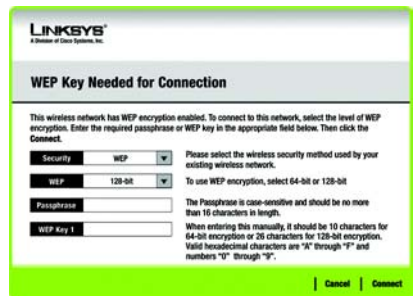 LINKSYS®
A Division of Cisco Systems, Inc.
WEP Key Needed for Connection
This wireless network has WEP encryption enabled. To connect to this network, select the level of WEP
encryption. Enter the required passphrase or WEP key in the appropriate field below. Then click the
Connect.
Security WEP Please select the wireless security method used by your
existing wireless network.
WEP 128-bit To use WEP encryption, select 64-bit or 128-bit
Passphrase The Passphrase is case-sensitive and should be no more
than 16 characters in length.
WEP Key 1 When entering this manually, it should be 10 characters for
64-bit encryption or 26 characters for 128-bit encryption.
Valid hexadecimal characters are "A" through "F" and
numbers "0" through "9".
Cancel Connect